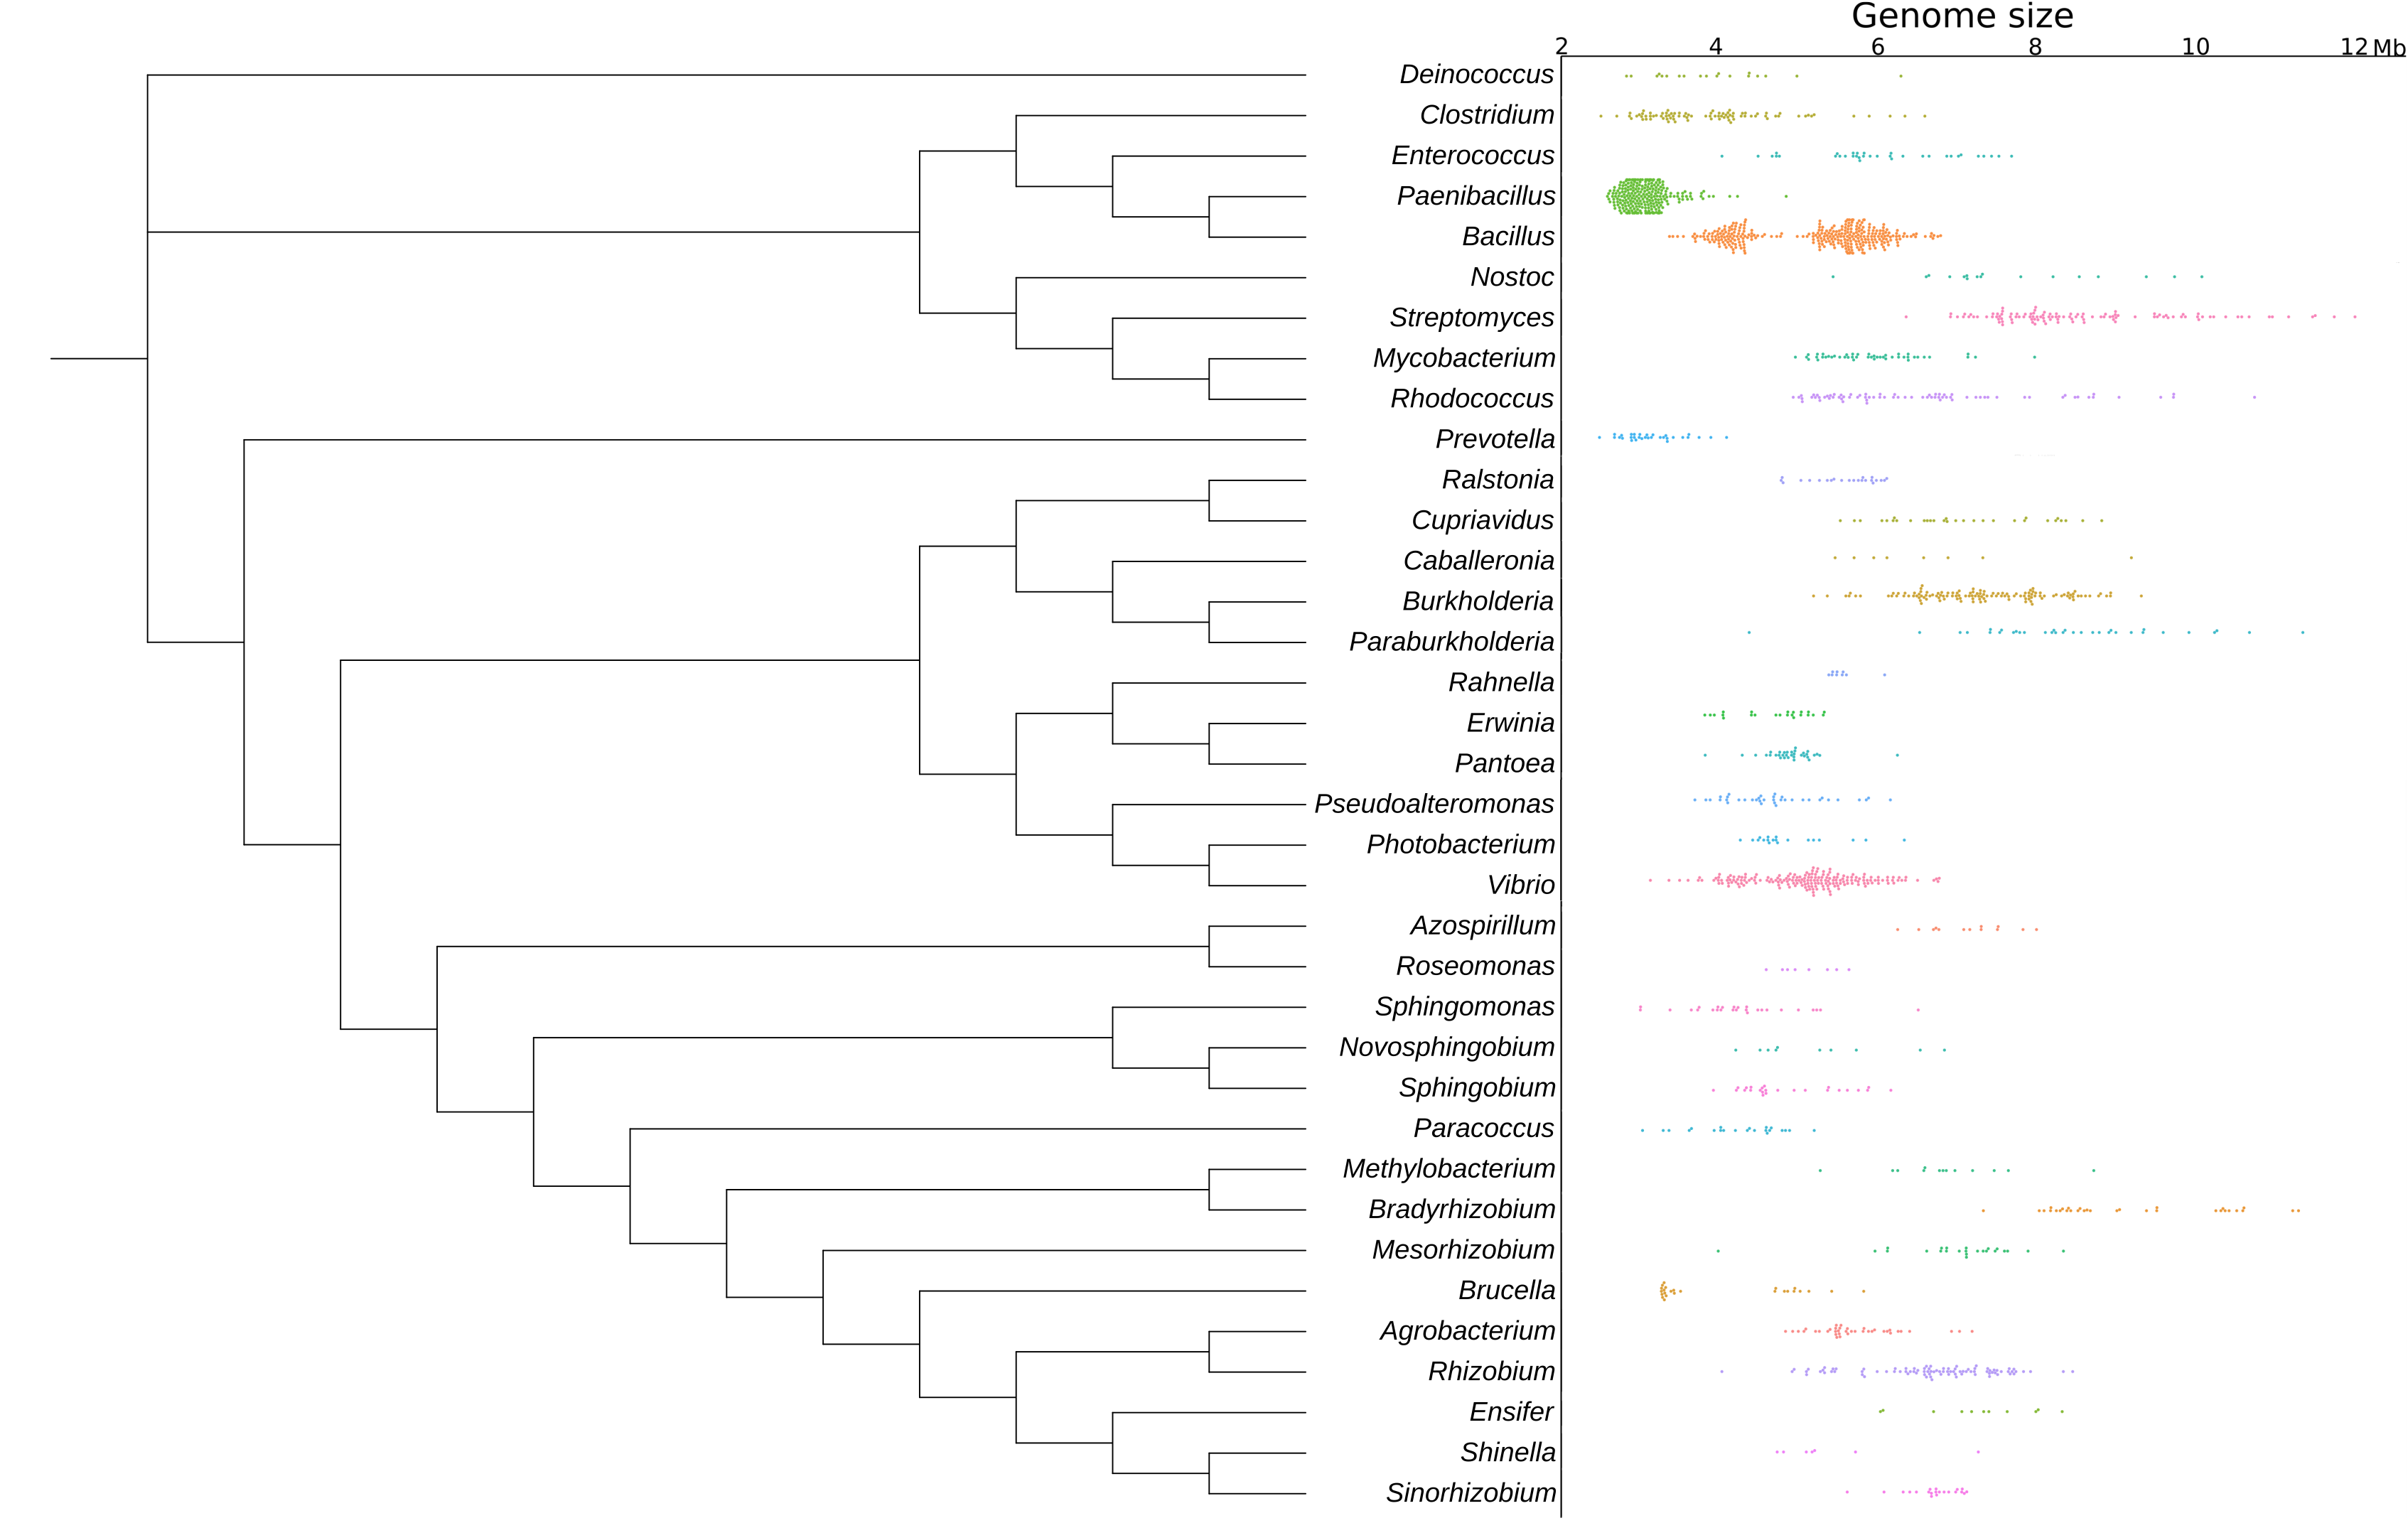 Genome size
2 4 6 8 10 12 Mb
Deinococcus
Clostridium
Enterococcus
Paenibacillus
Bacillus
Nostoc
Streptomyces
Mycobacterium
Rhodococcus
Prevotella
Ralstonia
Cupriavidus
Caballeronia
Burkholderia
Paraburkholderia
Rahnella
Erwinia
Pantoea
Pseudoalteromonas
Photobacterium
Vibrio
Azospirillum
Roseomonas
Sphingomonas
Novosphingobium
Sphingobium
Paracoccus
Methylobacterium
Bradyrhizobium
Mesorhizobium
Brucella
Agrobacterium
Rhizobium
Ensifer
Shinella
Sinorhizobium